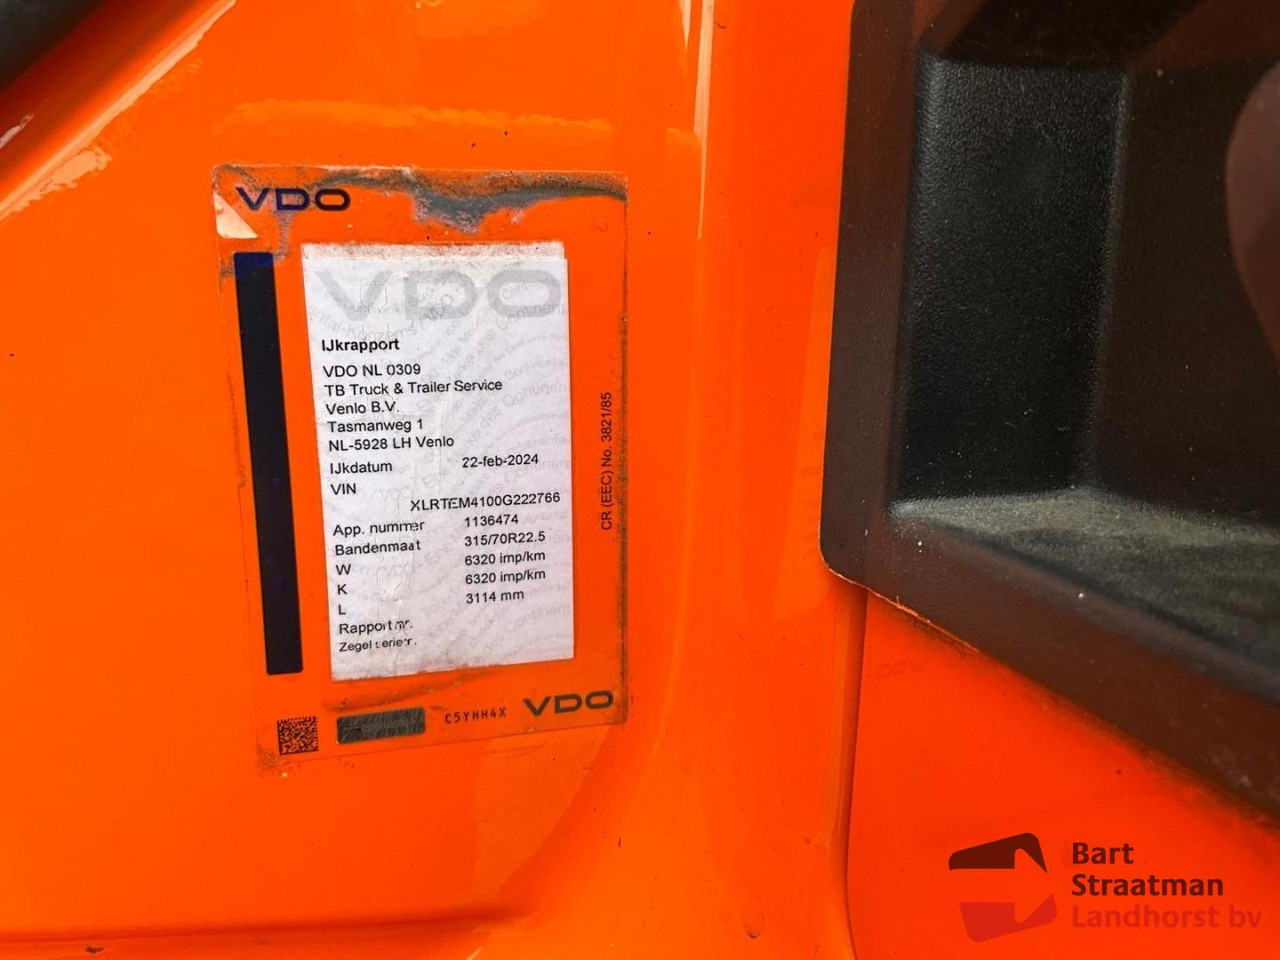 VDO
VDO
IJkrapport
VDO NL 0309
TB Truck & Trailer Service
Venlo B.V.
Tasmanweg 1
NL-5928 LH Venlo
IJkdatum 22-feb-2024
VIN
XLRTEM4100G222766
App. nummer 1136474
Bandenmaat 315/70R22.5
W 6320 imp/km
K 6320 imp/km
L 3114 mm
Rapport nr.
Zegel serienr.
CR (EEC) No. 3821/85
C5YHH4X VDO
Bart
Straatman
Landhorst bv